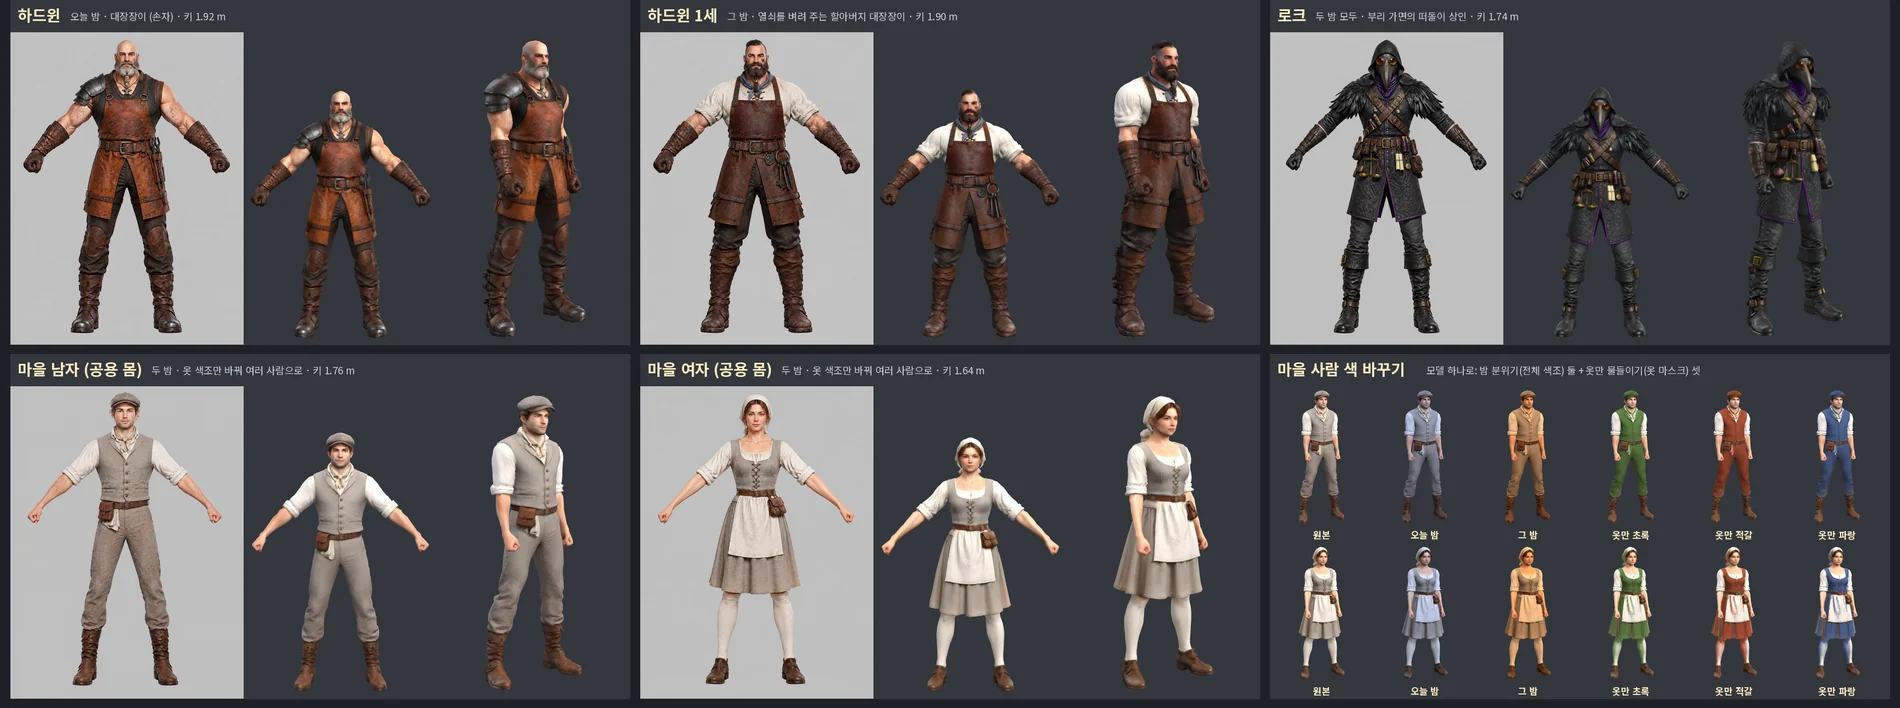 하드윈 오늘 밤 · 대장장이 (손자) · 키 1.92 m
하드윈 1세 그 밤 · 열쇠를 벼려 주는 할아버지 대장장이 · 키 1.90 m
로크 두 밤 모두 · 부리 가면의 떠돌이 상인 · 키 1.74 m
마을 남자 (공용 몸) 두 밤 · 옷 색조만 바꿔 여러 사람으로 · 키 1.76 m
마을 여자 (공용 몸) 두 밤 · 옷 색조만 바꿔 여러 사람으로 · 키 1.64 m
마을 사람 색 바꾸기 모델 하나로: 밤 분위기(전체 색조) 둘 + 옷만 물들이기(옷 마스크) 셋
원본 오늘 밤 그 밤 옷만 초록 옷만 적갈 옷만 파랑
원본 오늘 밤 그 밤 옷만 초록 옷만 적갈 옷만 파랑